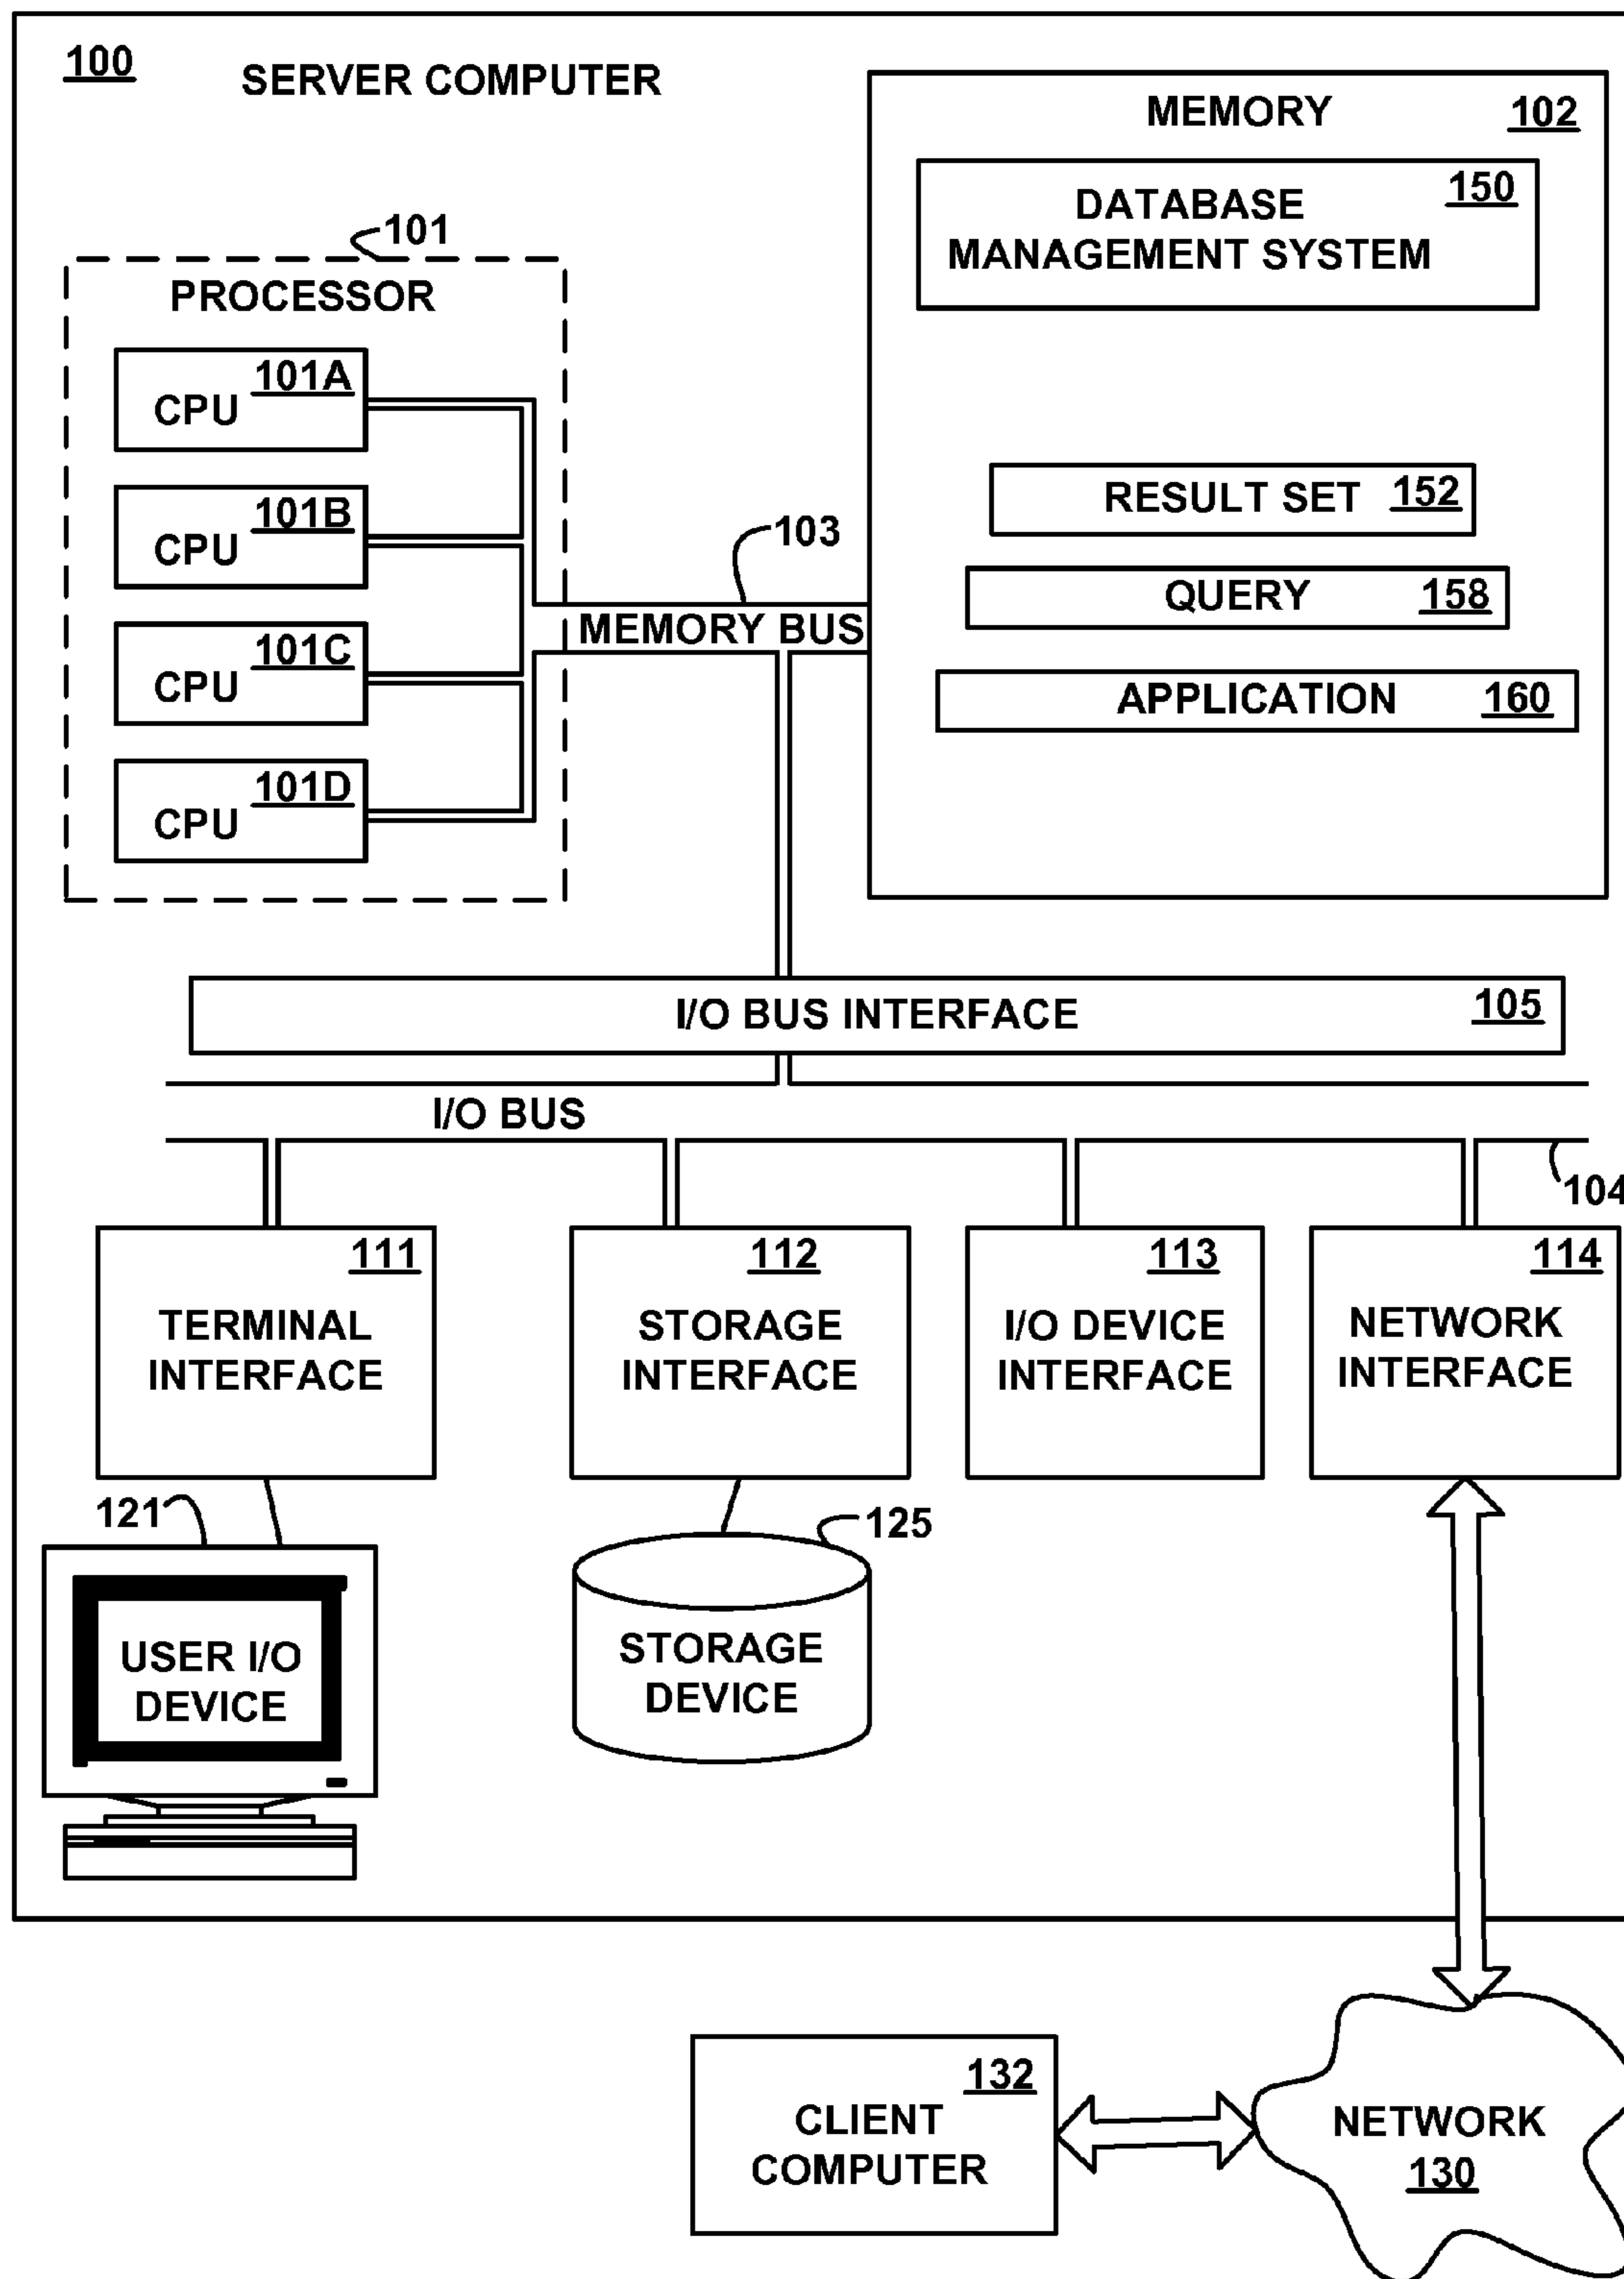 100
SERVER COMPUTER
MEMORY 102
150
DATABASE
MANAGEMENT SYSTEM
101
PROCESSOR
101A
CPU
101B
CPU
101C
CPU
101D
CPU
103
MEMORY BUS
RESULT SET 152
QUERY 158
APPLICATION 160
I/O BUS INTERFACE 105
I/O BUS
104
111
TERMINAL
INTERFACE
112
STORAGE
INTERFACE
113
I/O DEVICE
INTERFACE
114
NETWORK
INTERFACE
121
USER I/O
DEVICE
125
STORAGE
DEVICE
132
CLIENT
COMPUTER
NETWORK
130